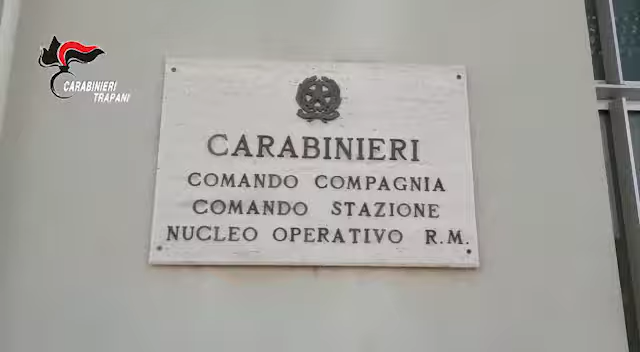 CARABINIERI
TRAPANI
CARABINIERI
COMANDO COMPAGNIA
COMANDO STAZIONE
NUCLEO OPERATIVO R.M.